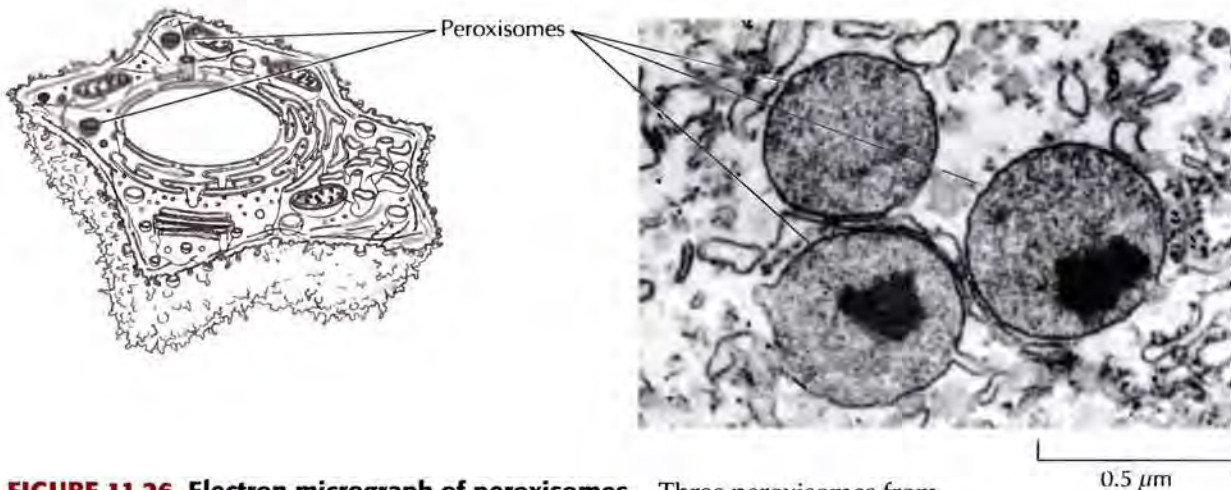 Peroxisomes
0.5 μm
FIGURE 11.26 Electron micrograph of peroxisomes Three peroxisomes from